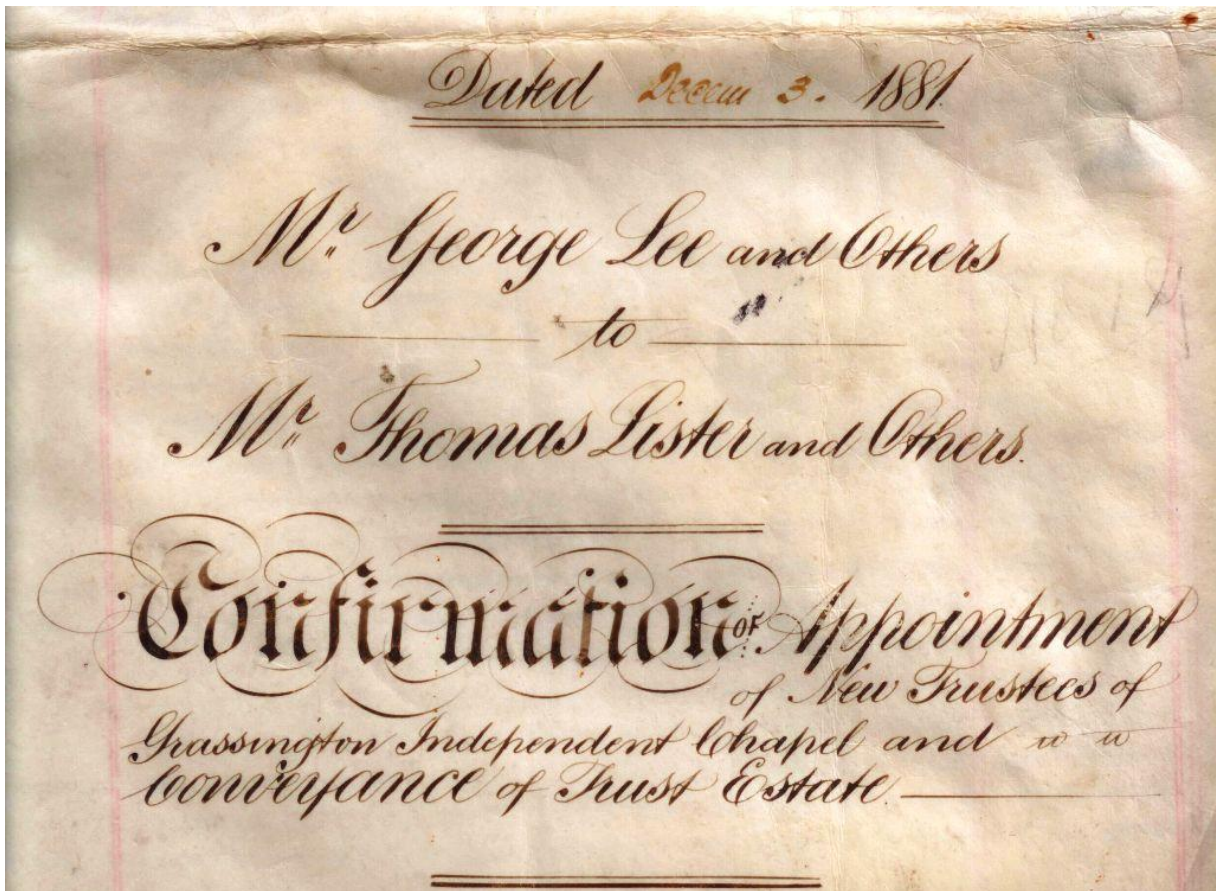 Dated Decem 3. 1881.
Mr. George Lee and Others
to
Mr. Thomas Lister and Others.
Confirmation OF Appointment
of New Trustees of
Grassington Independent Chapel and
Conveyance of Trust Estate.